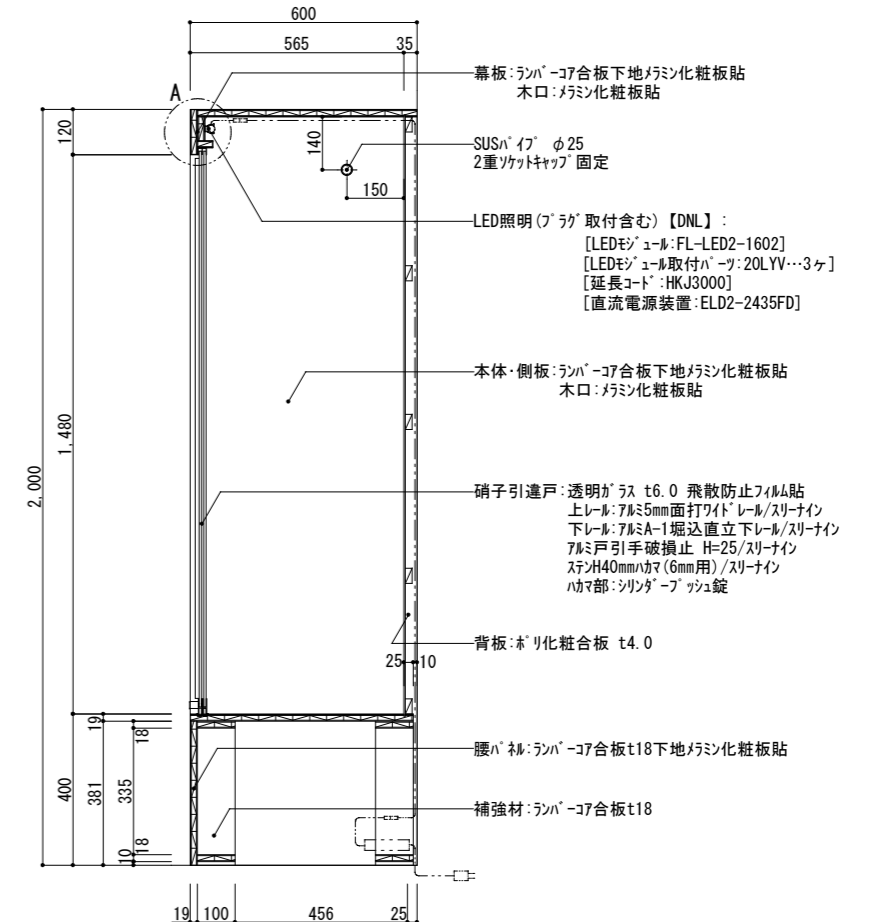 600
565 35
A
幕板:ランバーコア合板下地メラミン化粧板貼
木口:メラミン化粧板貼
120
140
SUSパイプ φ25
2重ソケットキャップ固定
150
LED照明(プラグ取付含む)【DNL】:
[LEDモジュール:FL-LED2-1602]
[LEDモジュール取付パーツ:20LYV…3ヶ]
[延長コード:HKJ3000]
[直流電源装置:ELD2-2435FD]
本体・側板:ランバーコア合板下地メラミン化粧板貼
木口:メラミン化粧板貼
1,480
2,000
硝子引違戸:透明ガラス t6.0 飛散防止フィルム貼
上レール:アルミ5mm面打ワイドレール/スリーナイン
下レール:アルミA-1堀込直立下レール/スリーナイン
アルミ戸引手破損止 H=25/スリーナイン
ステンH40mmハカマ(6mm用)/スリーナイン
ハカマ部:シリンダープッシュ錠
背板:ポリ化粧合板 t4.0
25 10
19
18
腰パネル:ランバーコア合板t18下地メラミン化粧板貼
400
381
335
補強材:ランバーコア合板t18
18
10
19 100 456 25